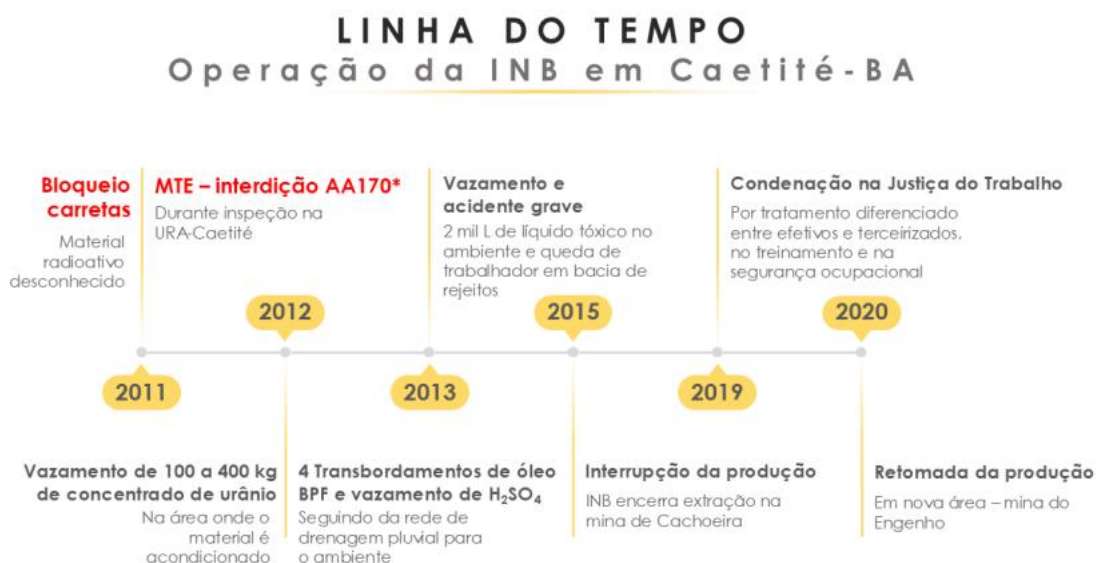 LINHA DO TEMPO
Operação da INB em Caetité-BA
Bloqueio
carretas
Material
radioativo
desconhecido
MTE – interdição AA170*
Durante inspeção na
URA-Caetité
Vazamento e
acidente grave
2 mil L de líquido tóxico no
ambiente e queda de
trabalhador em bacia de
rejeitos
Condenação na Justiça do Trabalho
Por tratamento diferenciado
entre efetivos e terceirizados,
no treinamento e na
segurança ocupacional
2012
2015
2020
2011
2013
2019
Vazamento de 100 a 400 kg
de concentrado de urânio
Na área onde o
material é
acondicionado
4 Transbordamentos de óleo
BPF e vazamento de H₂SO₄
Seguindo da rede de
drenagem pluvial para
o ambiente
Interrupção da produção
INB encerra extração na
mina de Cachoeira
Retomada da produção
Em nova área – mina do
Engenho